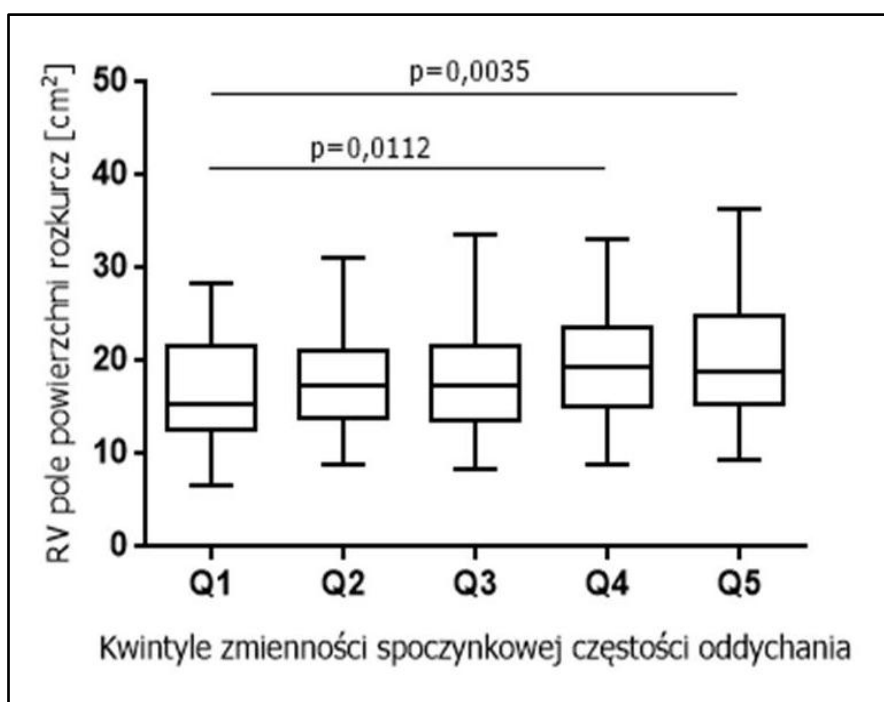 p=0,0035
p=0,0112
RV pole powierzchni rozkurcz [cm²]
50
40
30
20
10
0
Q1 Q2 Q3 Q4 Q5
Kwintyle zmienności spoczynkowej częstości oddychania